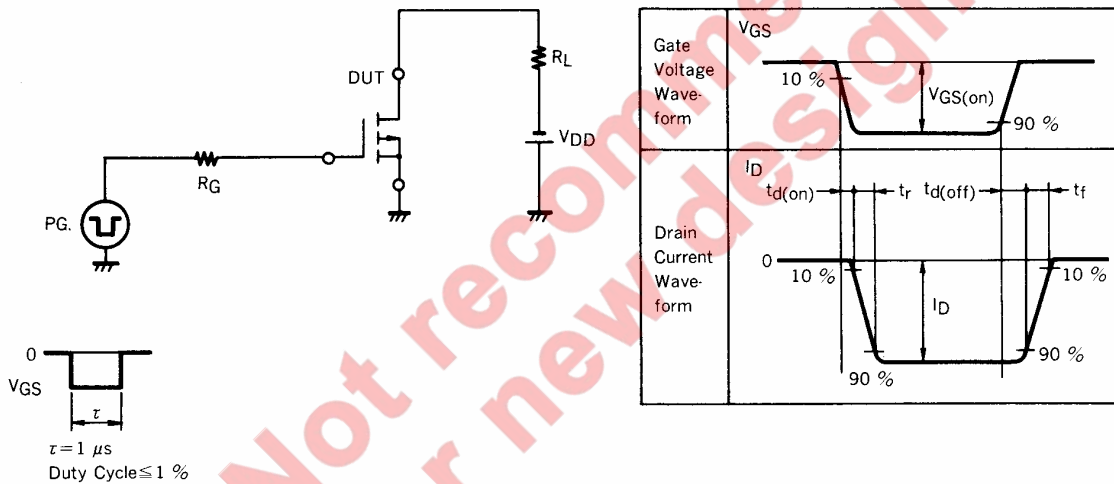 DUT
RL
VDD
RG
PG.
0
VGS
τ
τ=1 μs
Duty Cycle≦1 %
Gate
Voltage
Wave-
form
VGS
10 %
VGS(on)
90 %
Drain
Current
Wave-
form
ID
td(on)
tr
td(off)
tf
0
10 %
10 %
ID
90 %
90 %
Not recomme
r new design